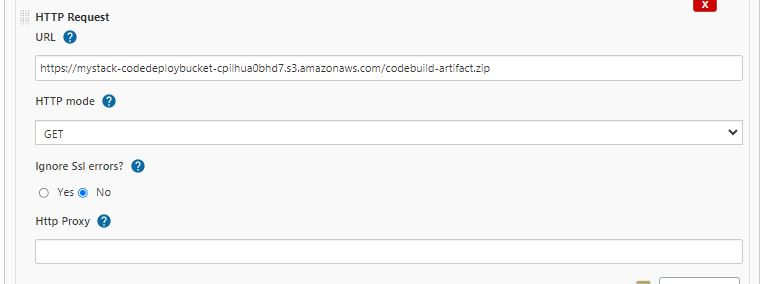 X
HTTP Request
URL ?
https://mystack-codedeploybucket-cpilhua0bhd7.s3.amazonaws.com/codebuild-artifact.zip
HTTP mode ?
GET
Ignore Ssl errors? ?
Yes No
Http Proxy ?